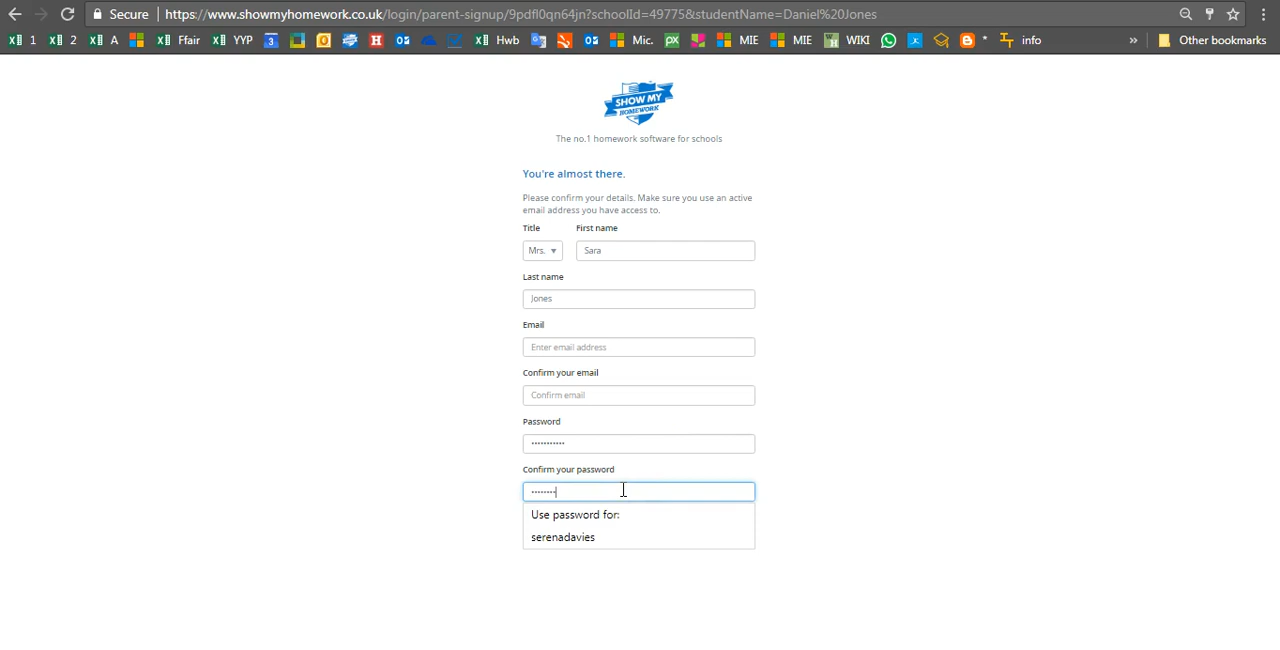 Secure | https://www.showmyhomework.co.uk/login/parent-signup/9pdfl0qn64jn?schoolId=49775&studentName=Daniel%20Jones
1 2 A Ffair YYP 3 H Hwb Mic. px MIE MIE WIKI * info » Other bookmarks
SHOW MY
HOMEWORK
The no.1 homework software for schools
You're almost there.
Please confirm your details. Make sure you use an active
email address you have access to.
Title First name
Mrs. Sara
Last name
Jones
Email
Enter email address
Confirm your email
Confirm email
Password
•••••••••••
Confirm your password
••••••••
Use password for:
serenadavies